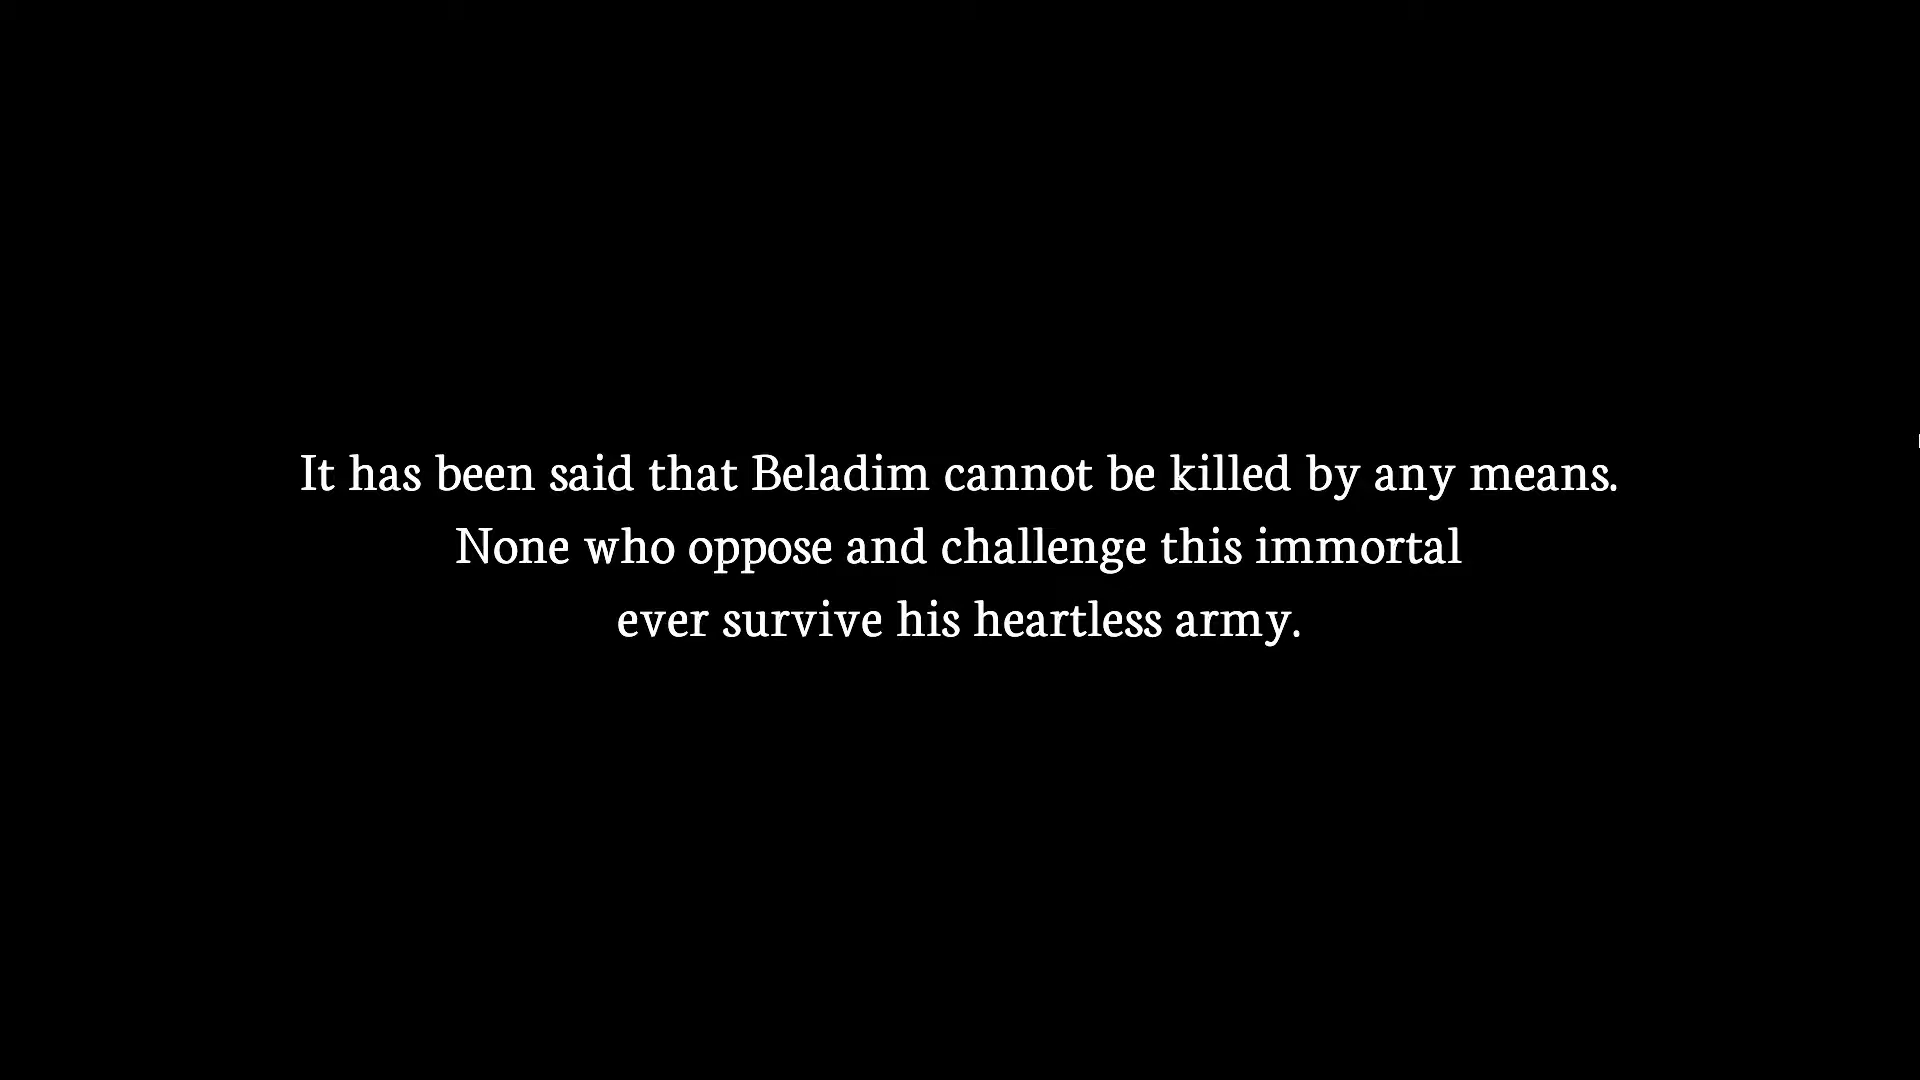 It has been said that Beladim cannot be killed by any means.
None who oppose and challenge this immortal
ever survive his heartless army.